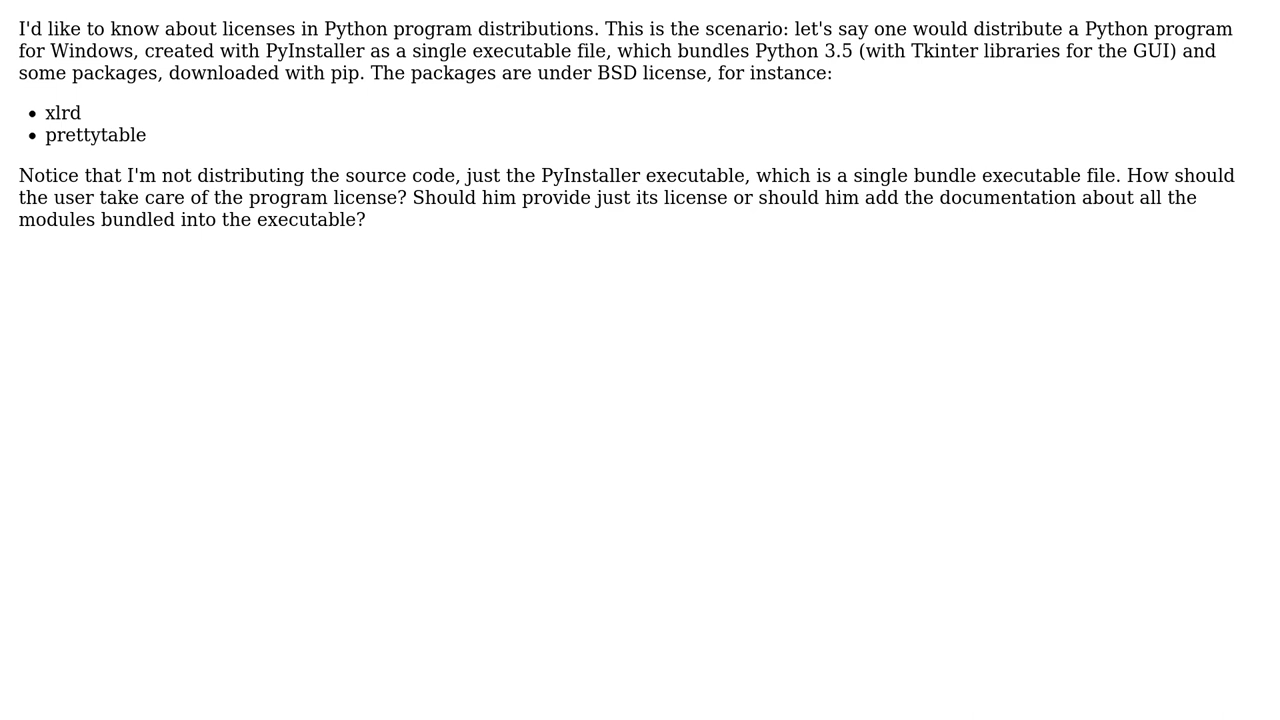 I'd like to know about licenses in Python program distributions. This is the scenario: let's say one would distribute a Python program
for Windows, created with PyInstaller as a single executable file, which bundles Python 3.5 (with Tkinter libraries for the GUI) and
some packages, downloaded with pip. The packages are under BSD license, for instance:
• xlrd
• prettytable
Notice that I'm not distributing the source code, just the PyInstaller executable, which is a single bundle executable file. How should
the user take care of the program license? Should him provide just its license or should him add the documentation about all the
modules bundled into the executable?